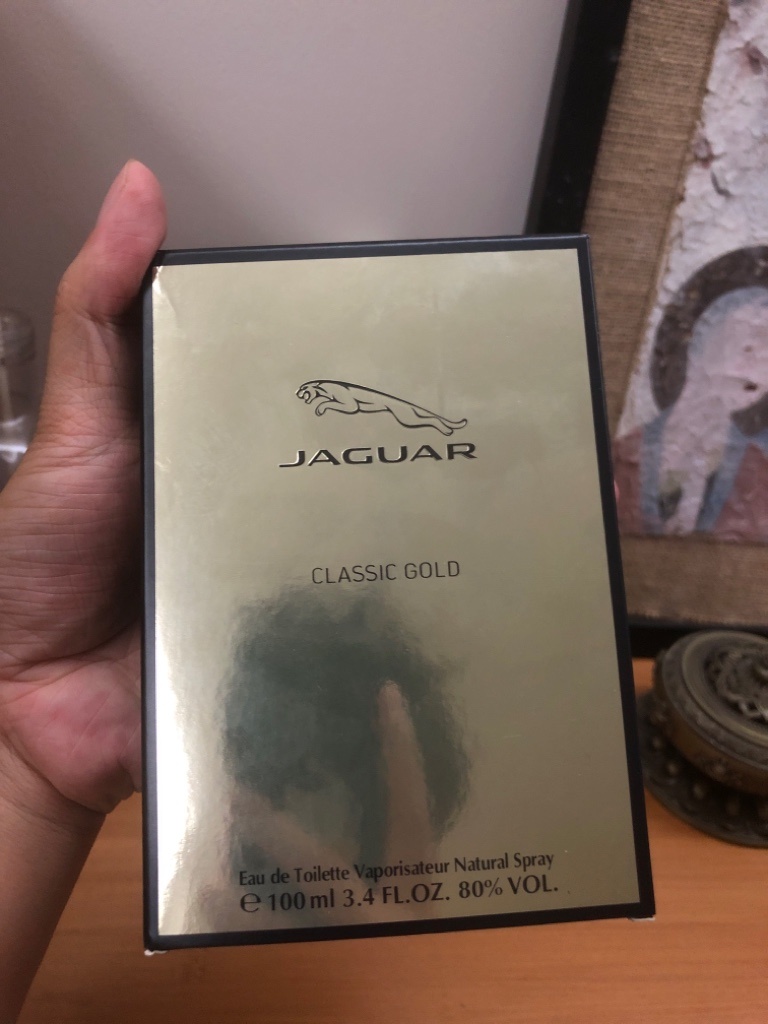 JAGUAR
CLASSIC GOLD
Eau de Toilette Vaporisateur Natural Spray
℮ 100 ml 3.4 FL.OZ. 80% VOL.